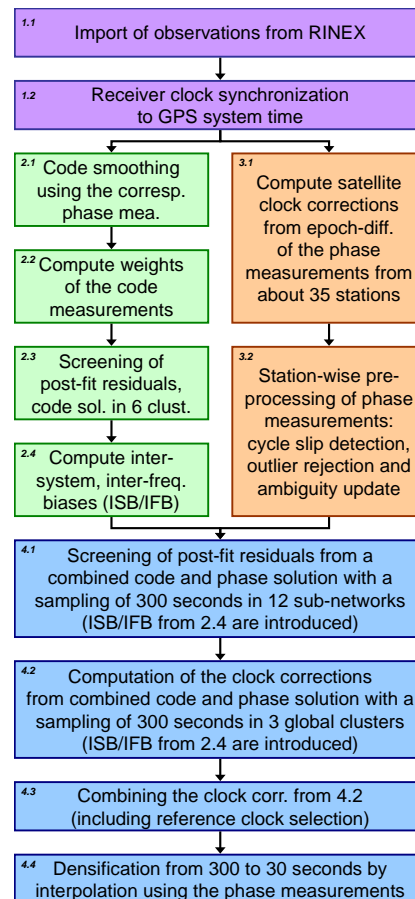 1.1
Import of observations from RINEX
1.2
Receiver clock synchronization
to GPS system time
2.1
Code smoothing
using the corresp.
phase mea.
2.2
Compute weights
of the code
measurements
2.3
Screening of
post-fit residuals,
code sol. in 6 clust.
2.4
Compute inter-
system, inter-freq.
biases (ISB/IFB)
3.1
Compute satellite
clock corrections
from epoch-diff.
of the phase
measurements from
about 35 stations
3.2
Station-wise pre-
processing of phase
measurements:
cycle slip detection,
outlier rejection and
ambiguity update
4.1
Screening of post-fit residuals from a
combined code and phase solution with a
sampling of 300 seconds in 12 sub-networks
(ISB/IFB from 2.4 are introduced)
4.2
Computation of the clock corrections
from combined code and phase solution with a
sampling of 300 seconds in 3 global clusters
(ISB/IFB from 2.4 are introduced)
4.3
Combining the clock corr. from 4.2
(including reference clock selection)
4.4
Densification from 300 to 30 seconds by
interpolation using the phase measurements